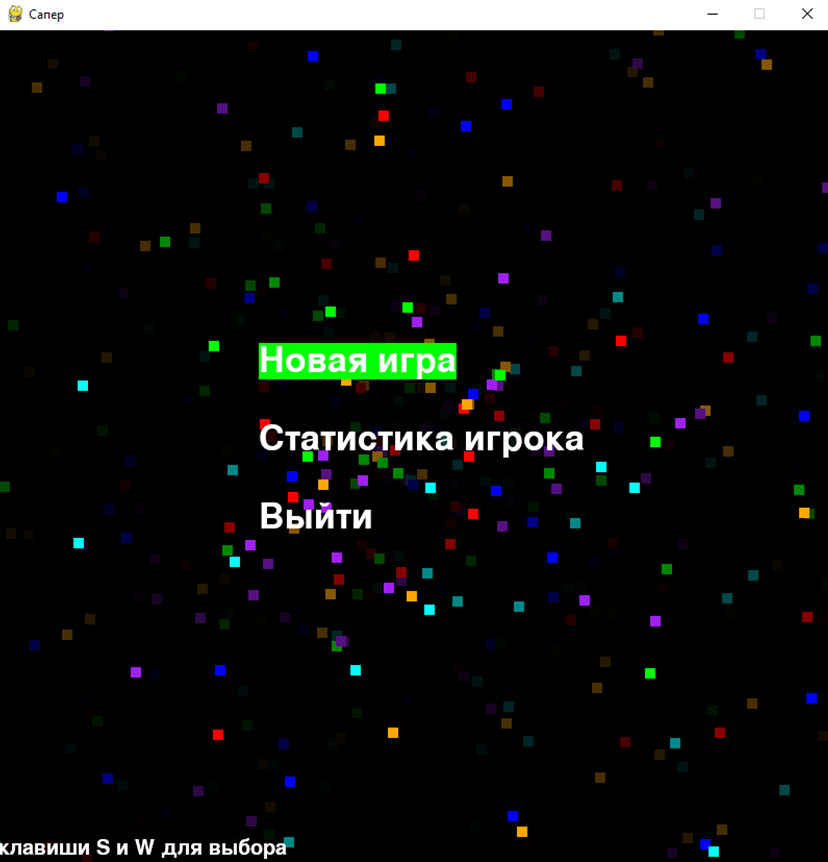 Сапер
Новая игра
Статистика игрока
Выйти
клавиши S и W для выбора